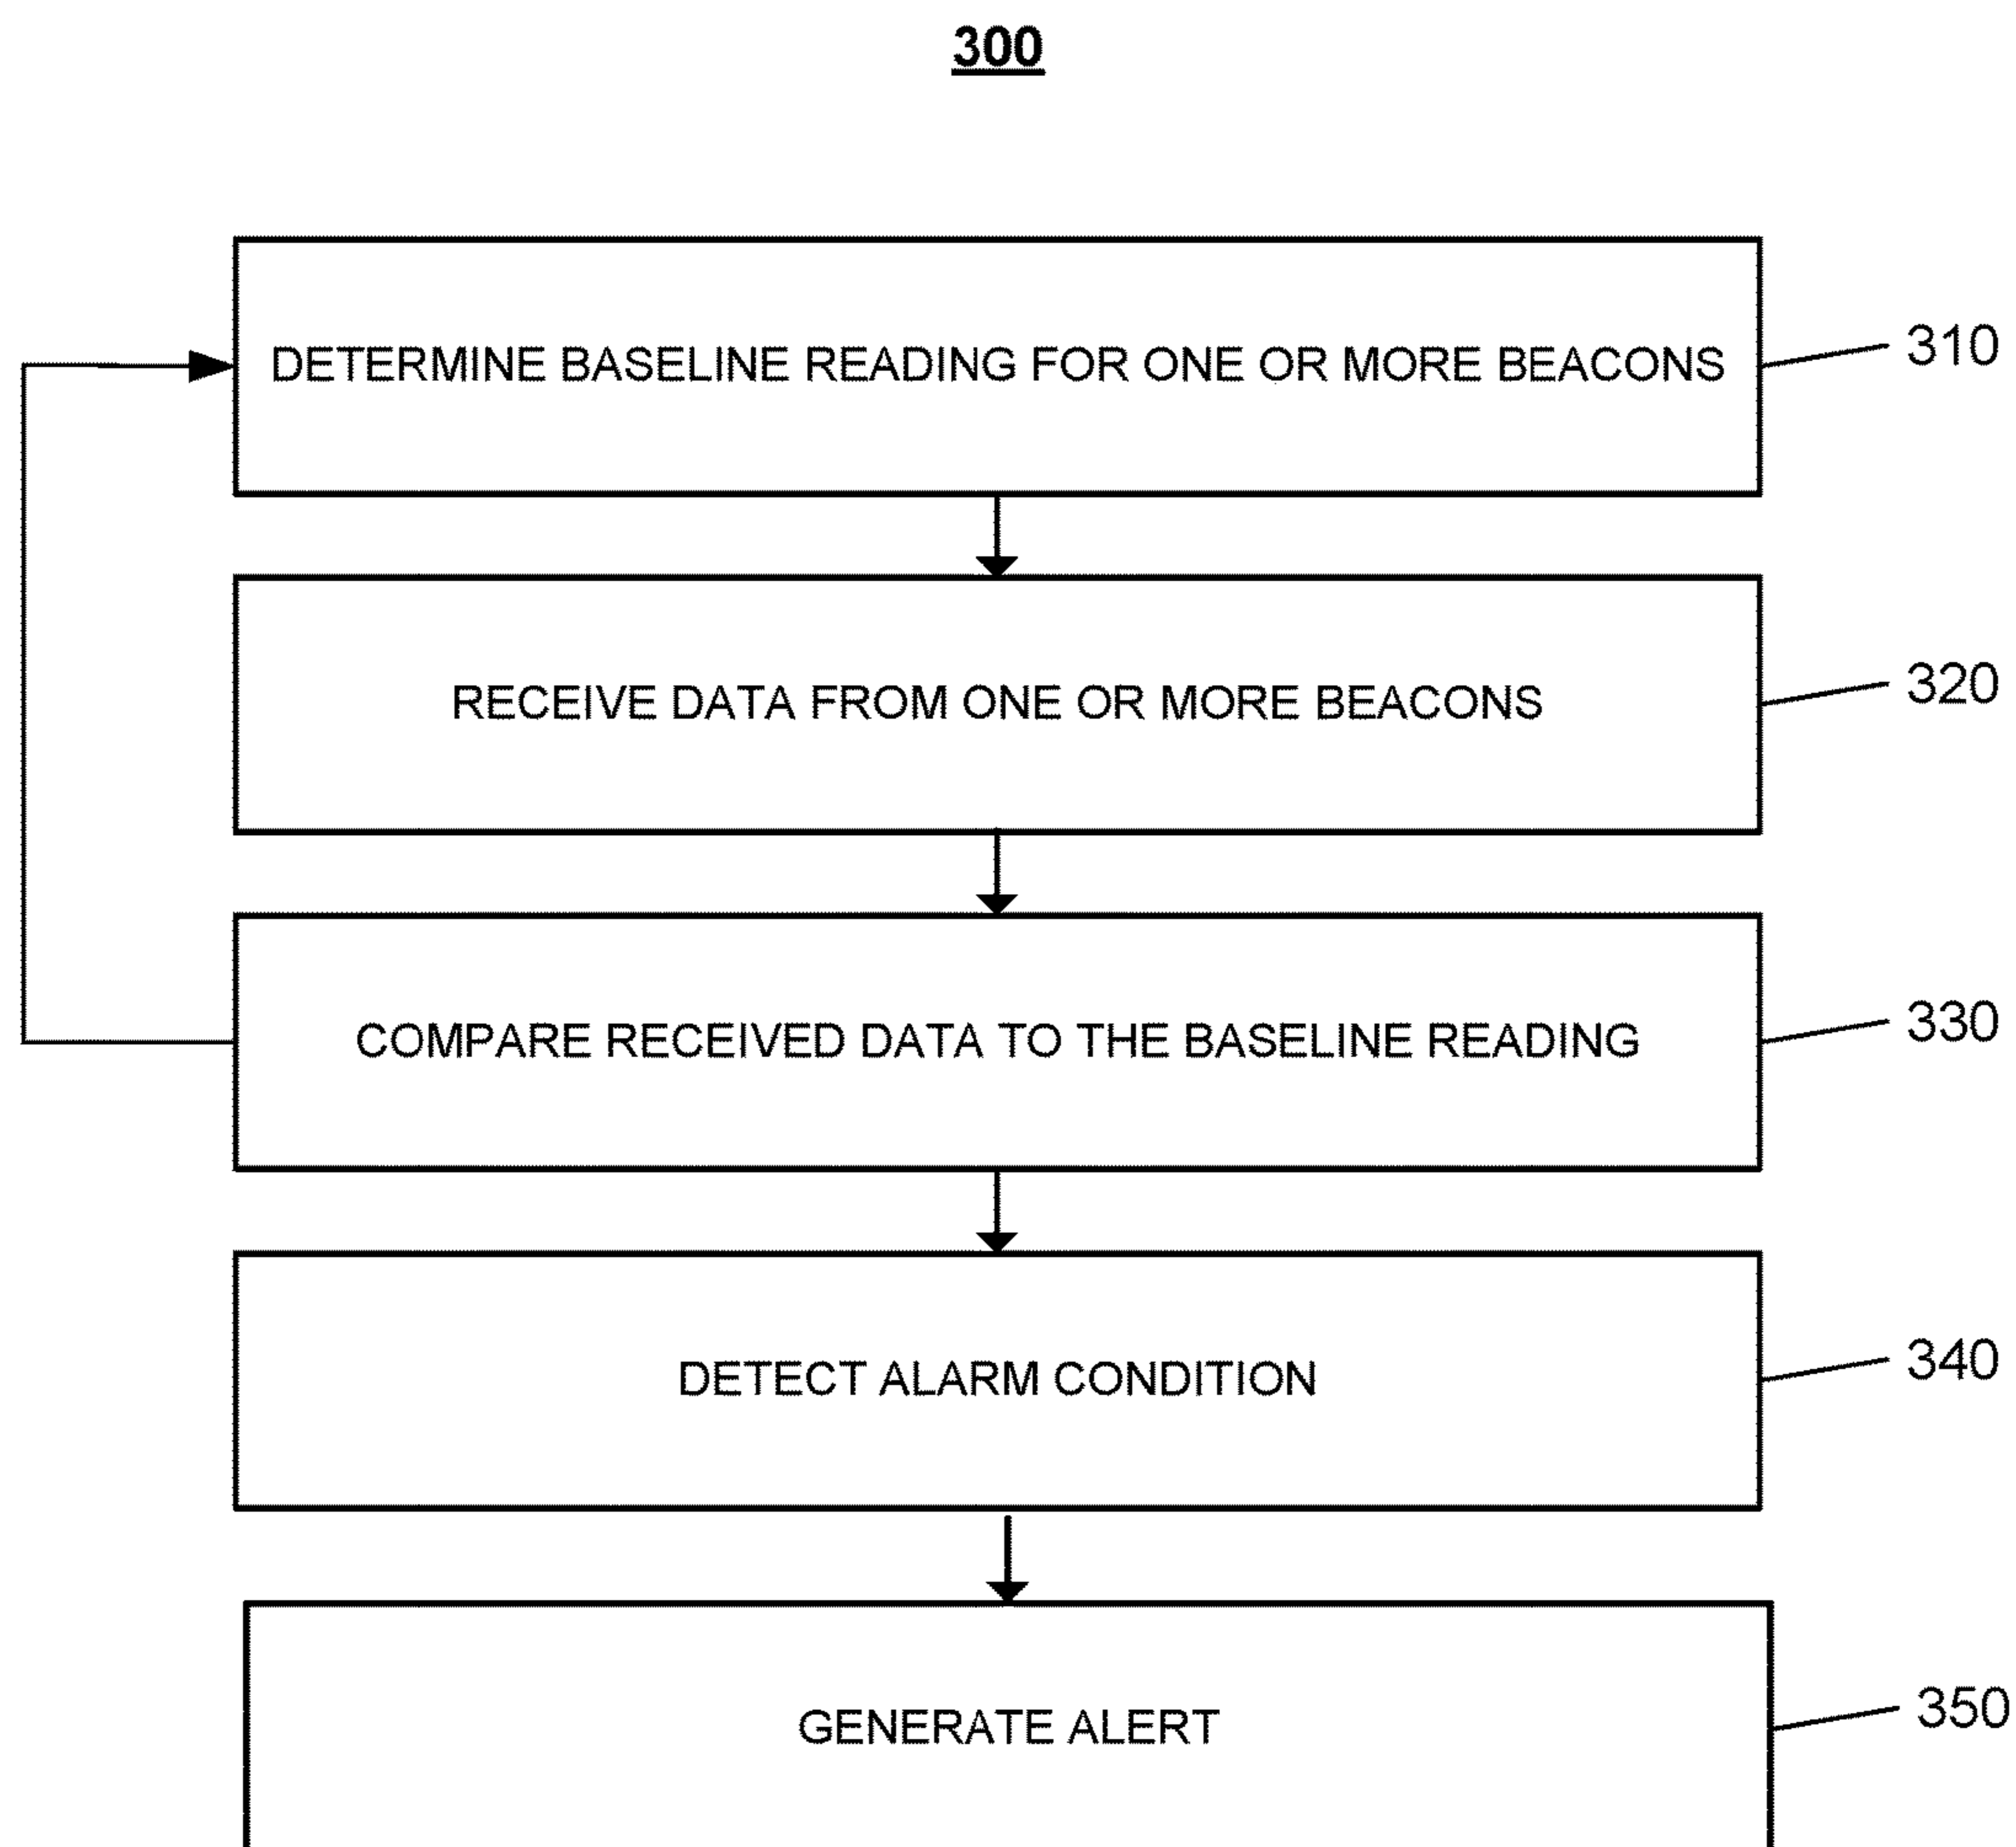 300
DETERMINE BASELINE READING FOR ONE OR MORE BEACONS
310
RECEIVE DATA FROM ONE OR MORE BEACONS
320
COMPARE RECEIVED DATA TO THE BASELINE READING
330
DETECT ALARM CONDITION
340
GENERATE ALERT
350